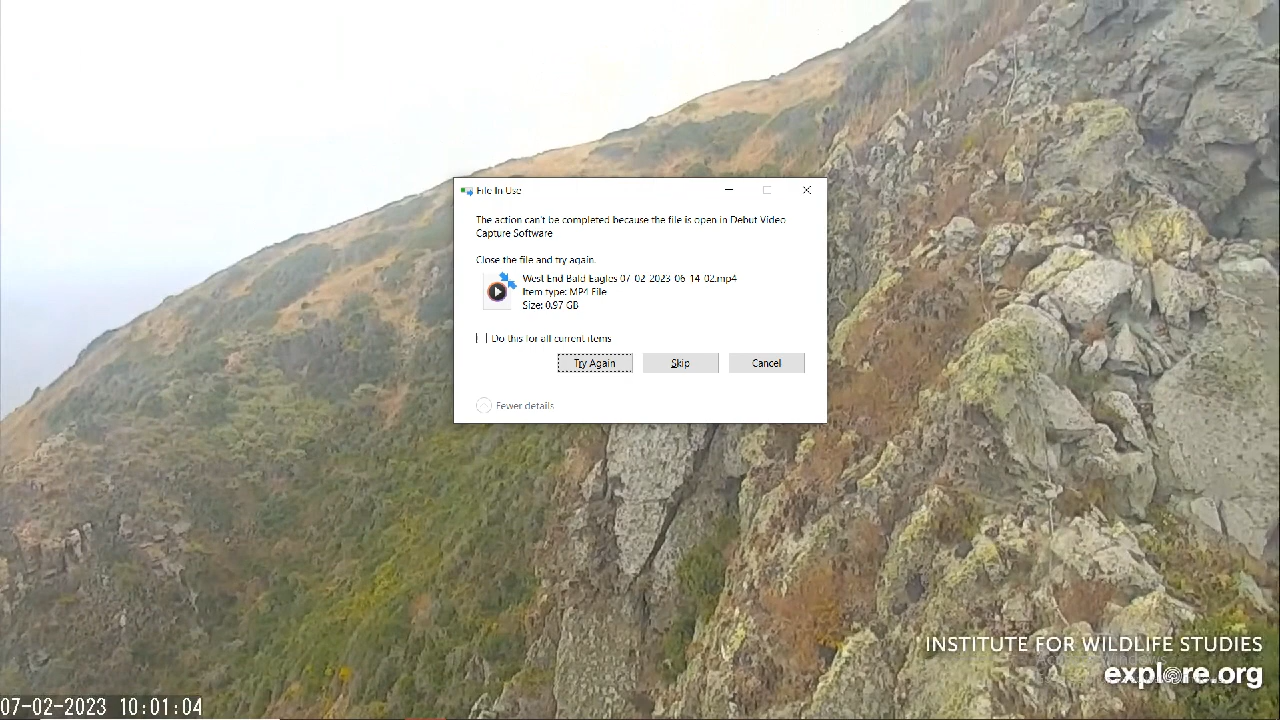 File In Use
The action can't be completed because the file is open in Debut Video
Capture Software
Close the file and try again.
West End Bald Eagles 07-02-2023-06-14-02.mp4
Item type: MP4 File
Size: 0.97 GB
Do this for all current items
Try Again Skip Cancel
Fewer details
INSTITUTE FOR WILDLIFE STUDIES
explore.org
07-02-2023 10:01:04